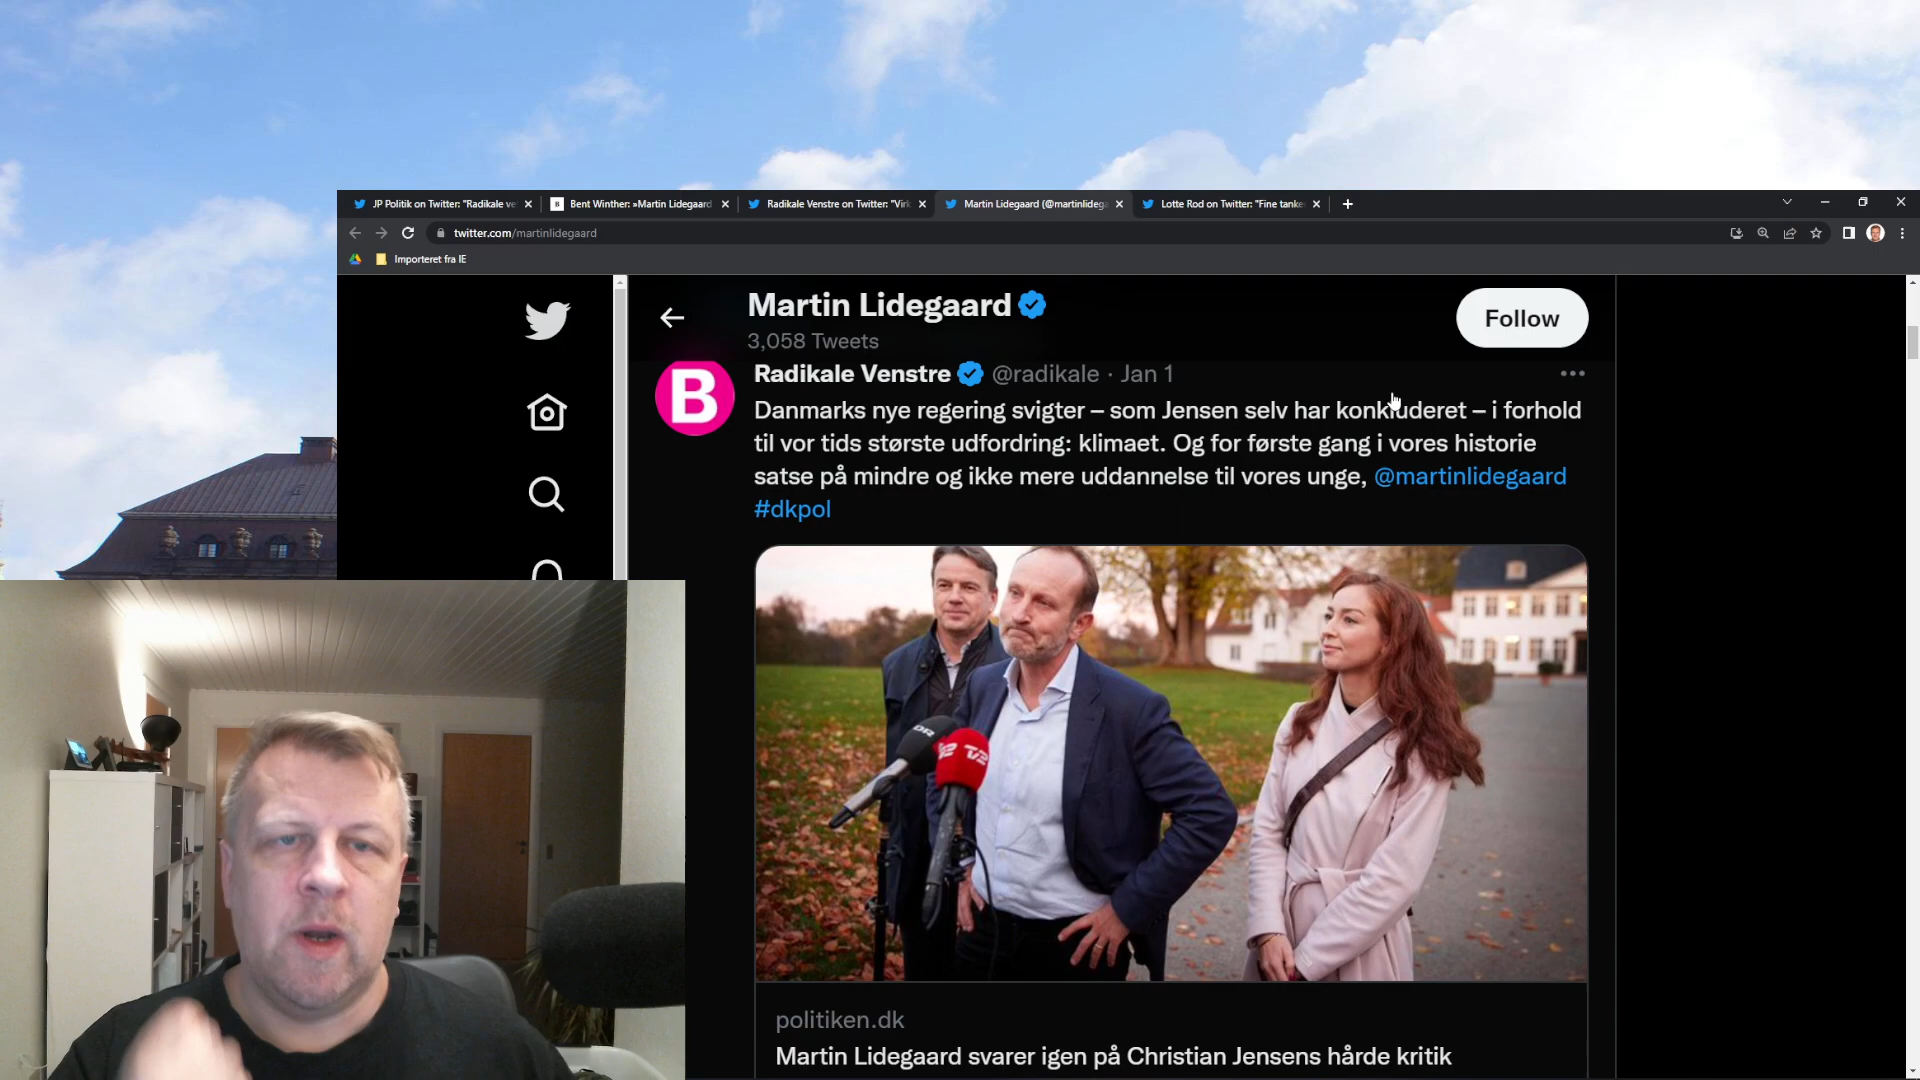 JP Politik on Twitter: "Radikale ve
Bent Winther: »Martin Lidegaard
Radikale Venstre on Twitter: "Virk
Martin Lidegaard (@martinlidega
Lotte Rod on Twitter: "Fine tanke
twitter.com/martinlidegaard
Importeret fra IE
Martin Lidegaard
3,058 Tweets
Follow
B
Radikale Venstre @radikale · Jan 1
Danmarks nye regering svigter – som Jensen selv har konkluderet – i forhold
til vor tids største udfordring: klimaet. Og for første gang i vores historie
satse på mindre og ikke mere uddannelse til vores unge, @martinlidegaard
#dkpol
DR
TV2
politiken.dk
Martin Lidegaard svarer igen på Christian Jensens hårde kritik